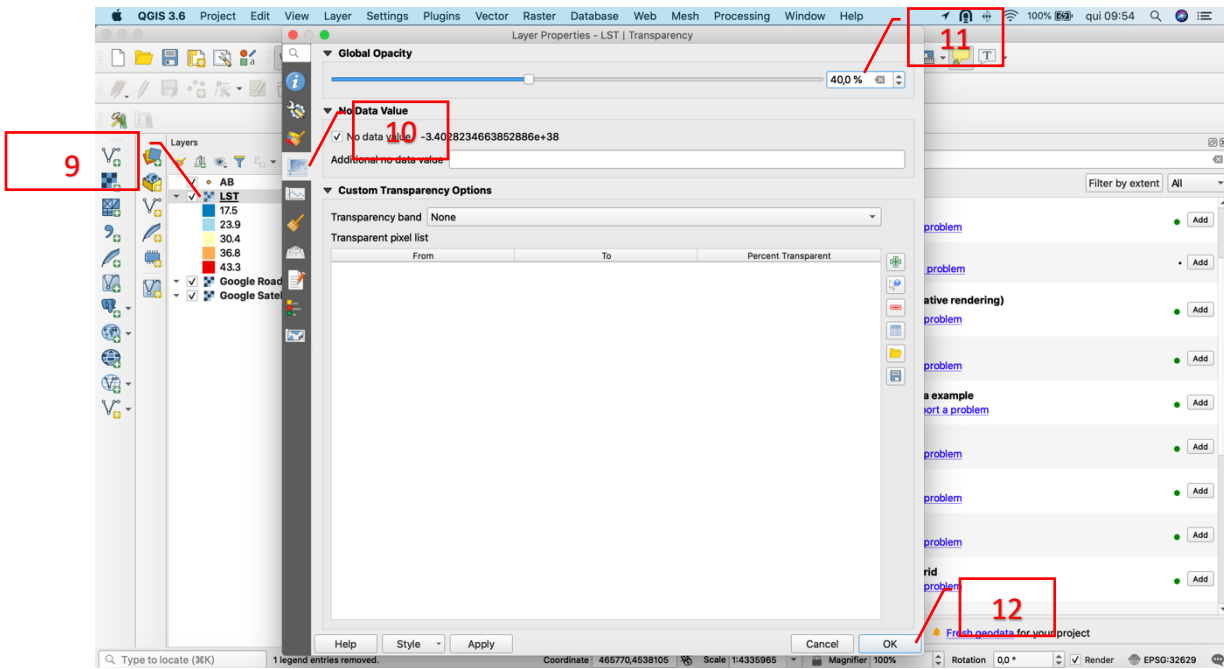 QGIS 3.6 Project Edit View Layer Settings Plugins Vector Raster Database Web Mesh Processing Window Help 100% qui 09:54
Layer Properties - LST | Transparency
11
Global Opacity
40,0 %
No Data Value
10
No data value -3.4028234663852886e+38
Additional no data value
9
Layers
AB
LST
17.5
23.9
30.4
36.8
43.3
Google Road
Google Satel
Custom Transparency Options
Transparency band None
Transparent pixel list
From To Percent Transparent
Filter by extent All
problem Add
problem Add
ative rendering)
problem Add
problem Add
a example
port a problem Add
problem Add
problem Add
problem Add
rid
problem Add
12
Fresh geodata for your project
Help Style Apply Cancel OK
Type to locate (⌘K) 1 legend entries removed. Coordinate 465770,4538105 Scale 1:4335965 Magnifier 100% Rotation 0,0 ° Render EPSG:32629